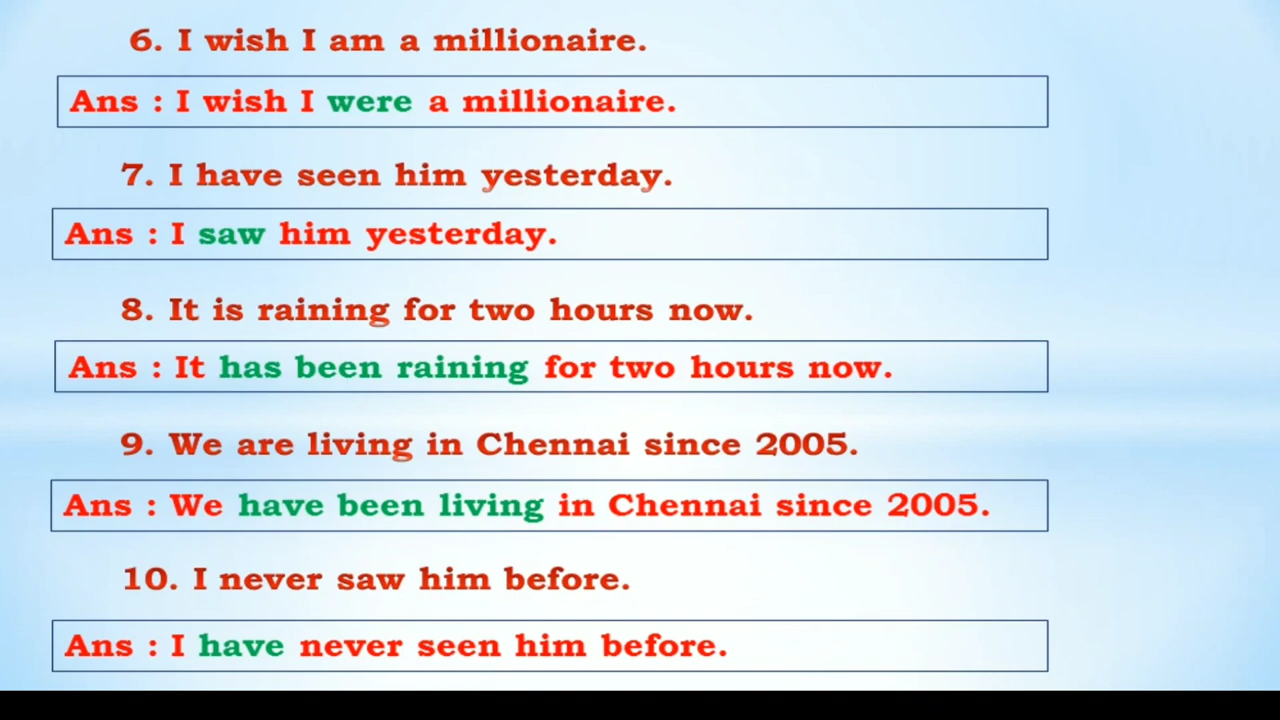 6. I wish I am a millionaire.
Ans : I wish I were a millionaire.
7. I have seen him yesterday.
Ans : I saw him yesterday.
8. It is raining for two hours now.
Ans : It has been raining for two hours now.
9. We are living in Chennai since 2005.
Ans : We have been living in Chennai since 2005.
10. I never saw him before.
Ans : I have never seen him before.